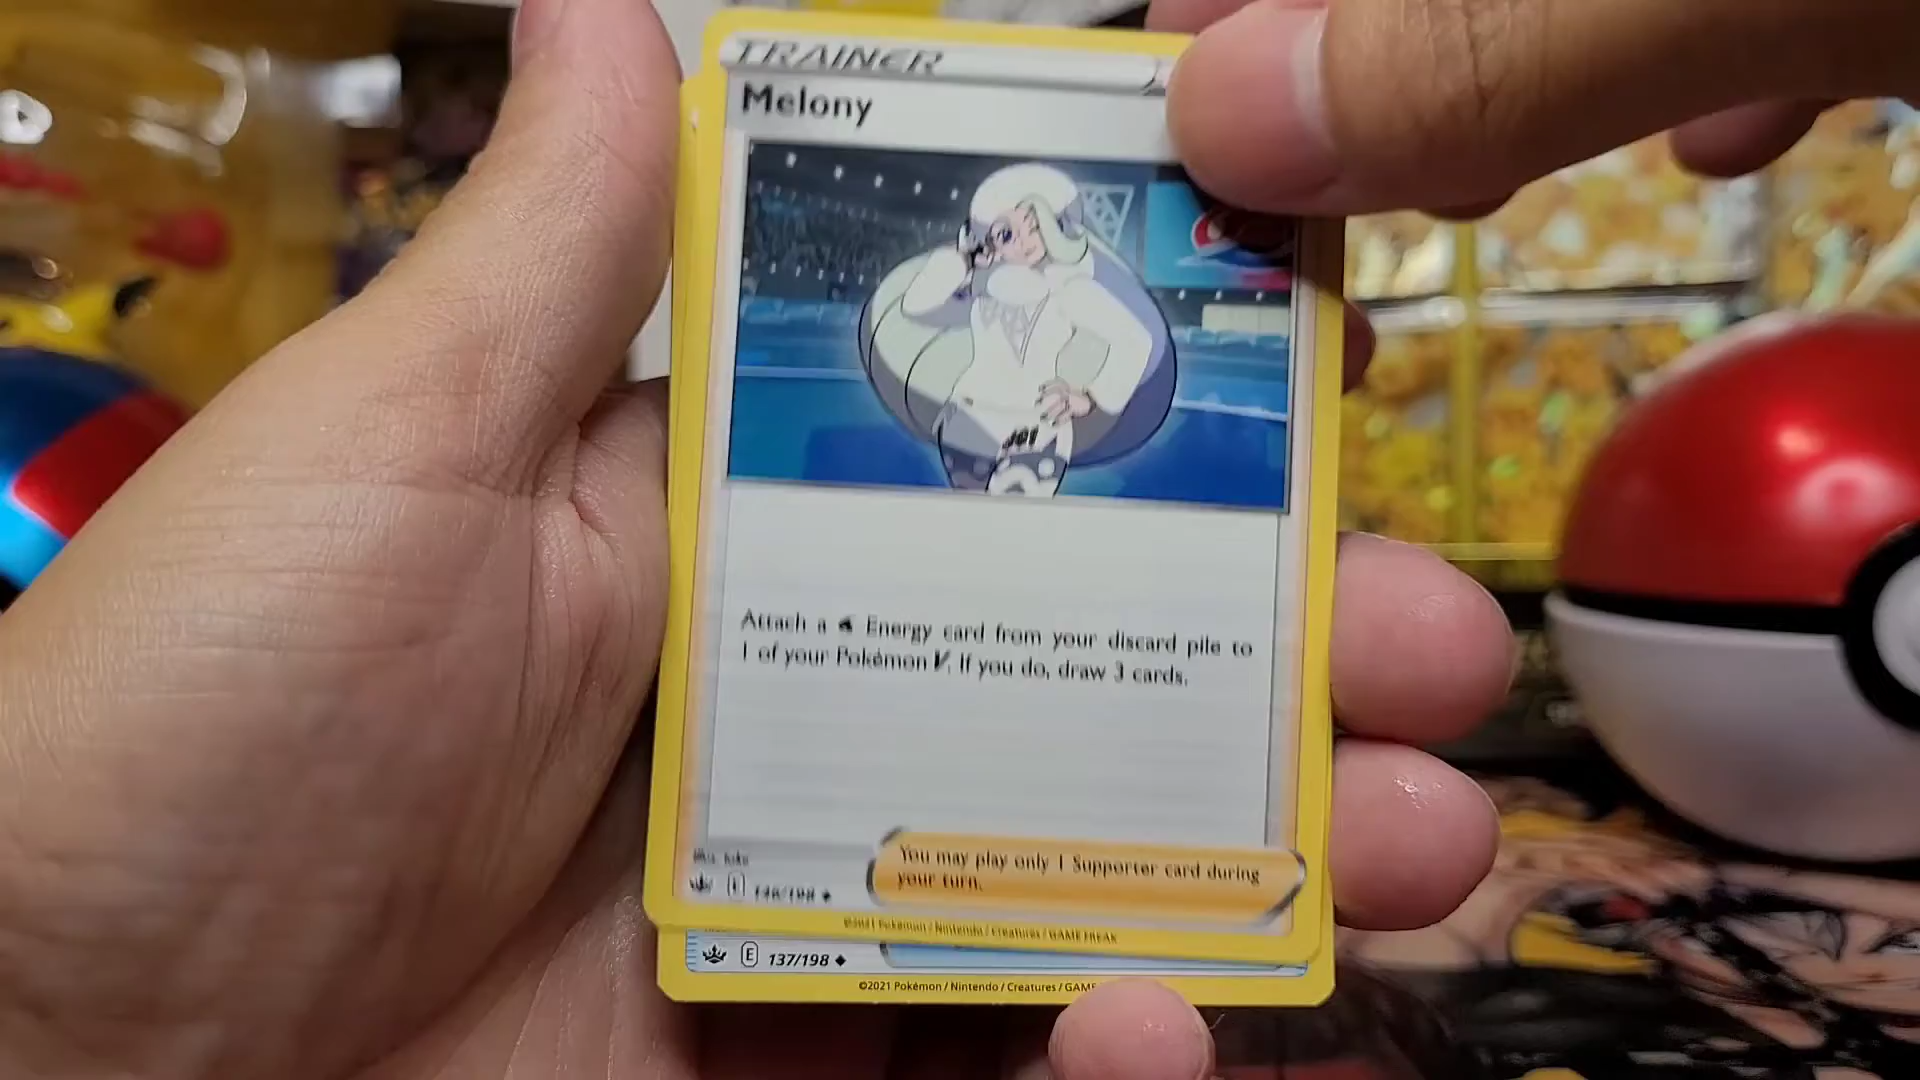 TRAINER
Melony
Attach a Energy card from your discard pile to
1 of your Pokémon V. If you do, draw 3 cards.
You may play only 1 Supporter card during
your turn.
146/198
©2021 Pokémon / Nintendo / Creatures / GAME FREAK
E 137/198
©2021 Pokémon / Nintendo / Creatures / GAME